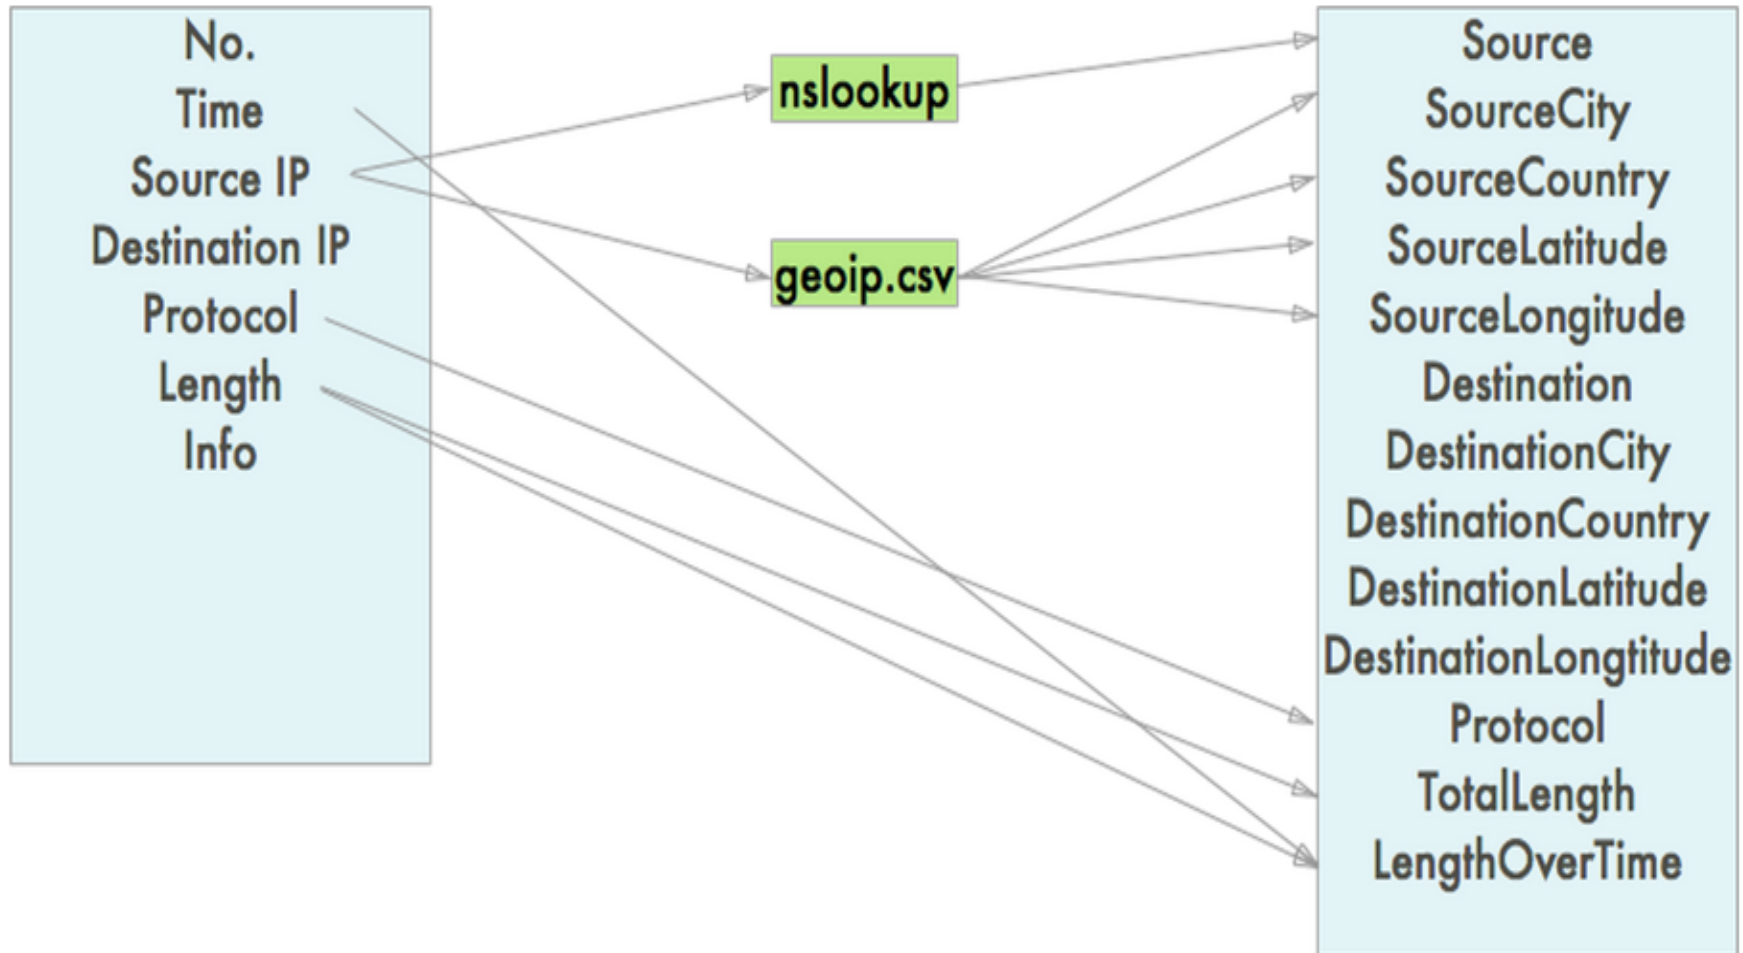 No.
Time
Source IP
Destination IP
Protocol
Length
Info
nslookup
geoip.csv
Source
SourceCity
SourceCountry
SourceLatitude
SourceLongitude
Destination
DestinationCity
DestinationCountry
DestinationLatitude
DestinationLongtitude
Protocol
TotalLength
LengthOverTime